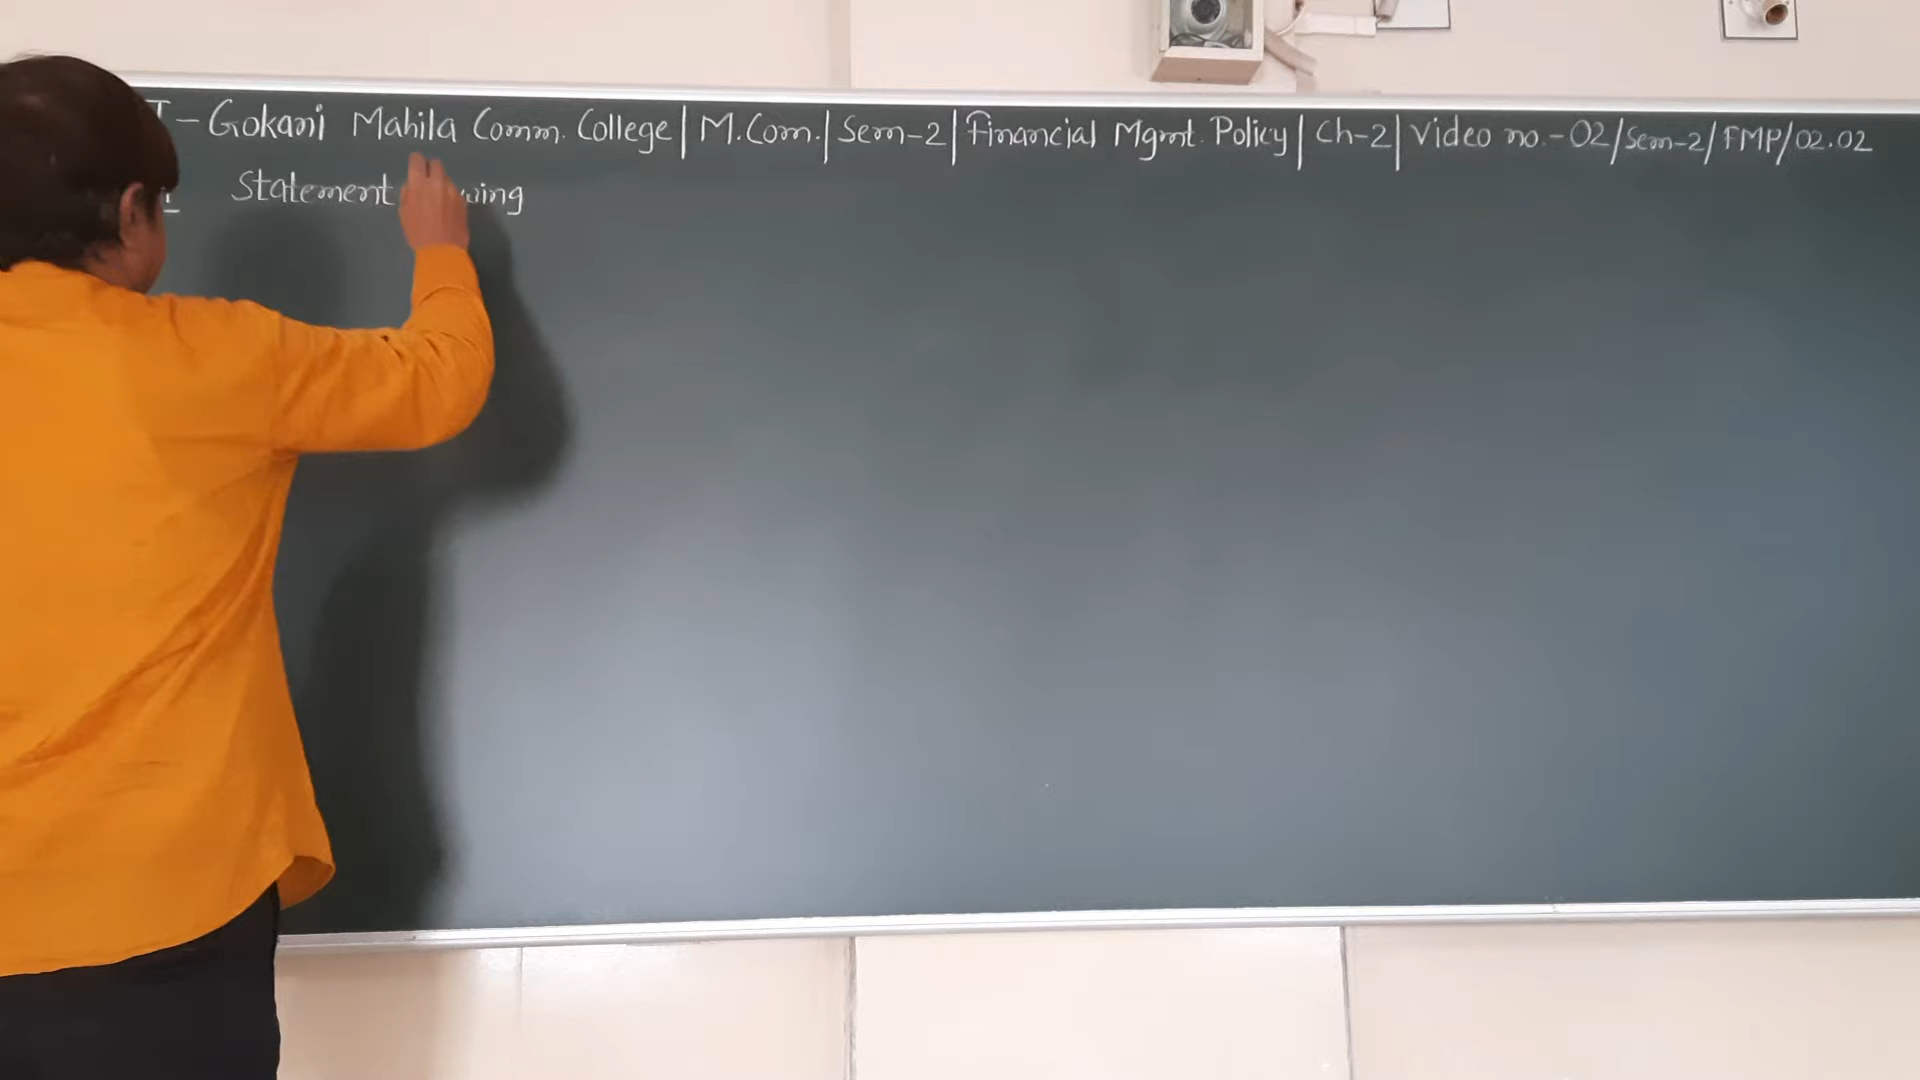 - Gokani Mahila Comm. College | M.Com. | Sem-2 | Financial Mgmt. Policy | Ch-2 | Video no.-02/Sem-2/FMP/02.02
Statement